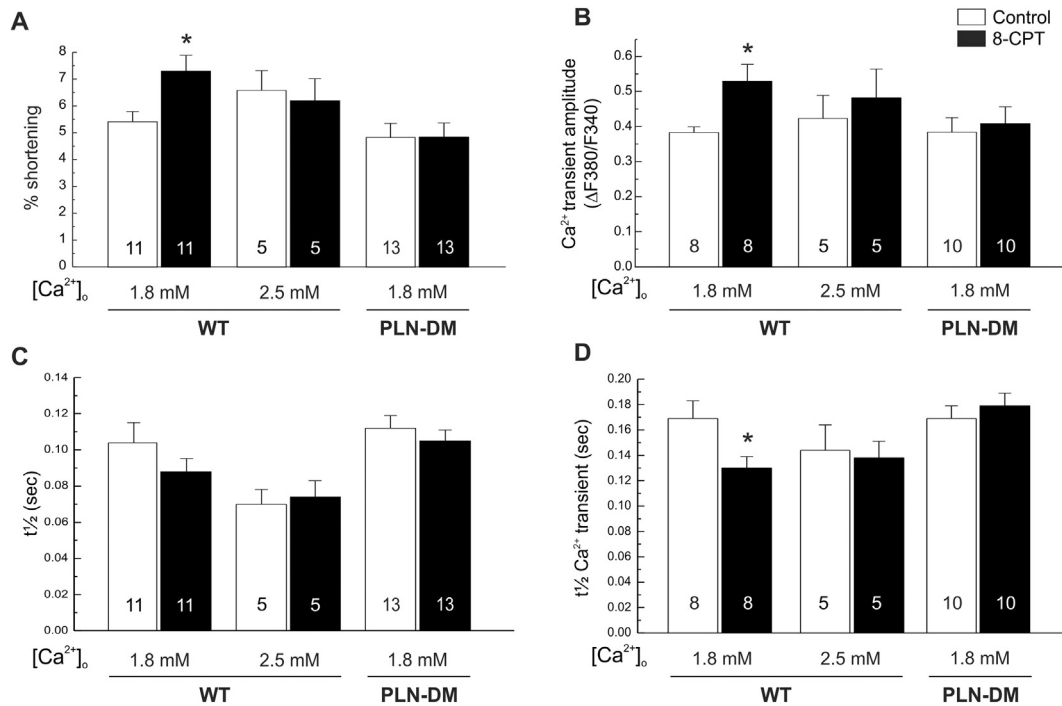 A
% shortening
8
7
6
5
4
3
2
1
0
*
11 11 5 5 13 13
[Ca²⁺]ₒ 1.8 mM 2.5 mM 1.8 mM
WT PLN-DM
B
Control
8-CPT
Ca²⁺ transient amplitude
(ΔF380/F340)
0.6
0.5
0.4
0.3
0.2
0.1
0.0
*
8 8 5 5 10 10
[Ca²⁺]ₒ 1.8 mM 2.5 mM 1.8 mM
WT PLN-DM
C
t½ (sec)
0.14
0.12
0.10
0.08
0.06
0.04
0.02
0.00
11 11 5 5 13 13
[Ca²⁺]ₒ 1.8 mM 2.5 mM 1.8 mM
WT PLN-DM
D
t½ Ca²⁺ transient (sec)
0.20
0.18
0.16
0.14
0.12
0.10
0.08
0.06
0.04
0.02
0.00
*
8 8 5 5 10 10
[Ca²⁺]ₒ 1.8 mM 2.5 mM 1.8 mM
WT PLN-DM